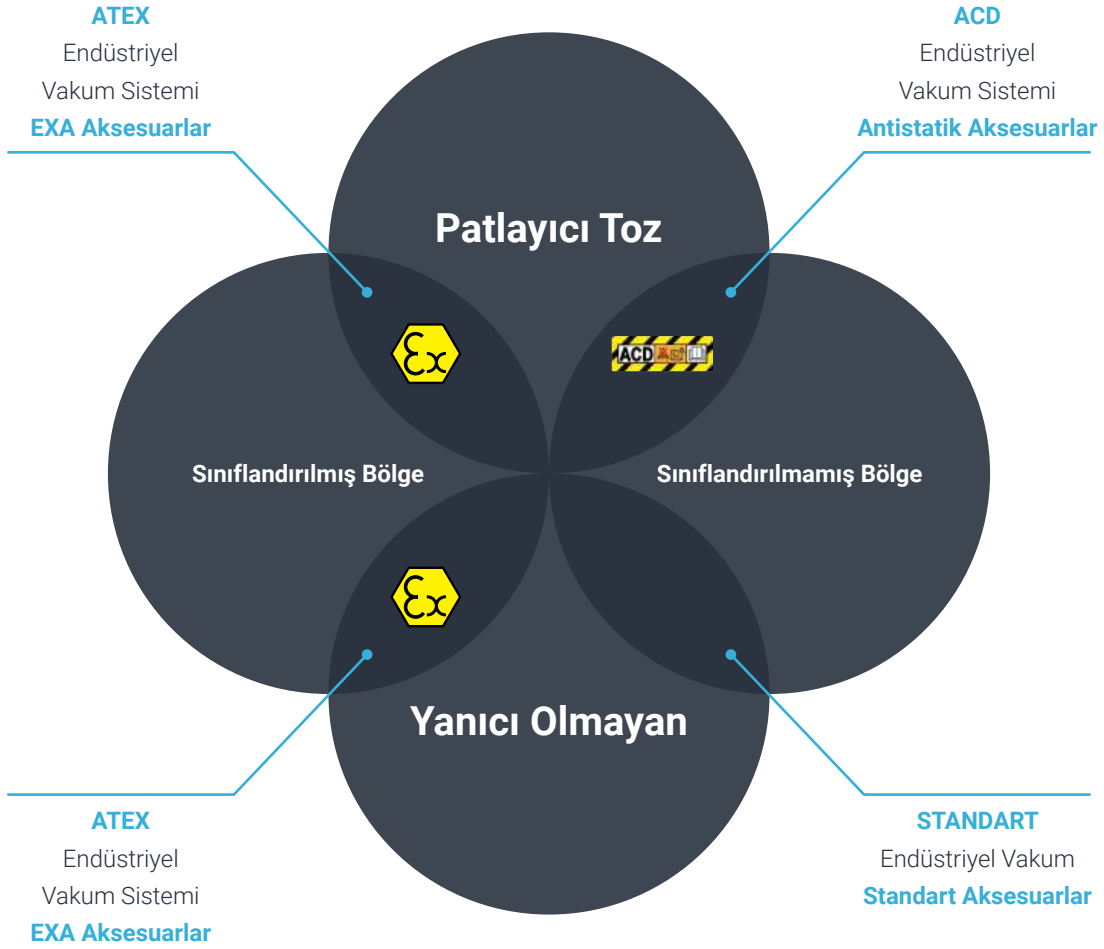 ATEX
Endüstriyel
Vakum Sistemi
EXA Aksesuarlar
ACD
Endüstriyel
Vakum Sistemi
Antistatik Aksesuarlar
Patlayıcı Toz
Ex
ACD
Sınıflandırılmış Bölge
Sınıflandırılmamış Bölge
Ex
Yanıcı Olmayan
ATEX
Endüstriyel
Vakum Sistemi
EXA Aksesuarlar
STANDART
Endüstriyel Vakum
Standart Aksesuarlar